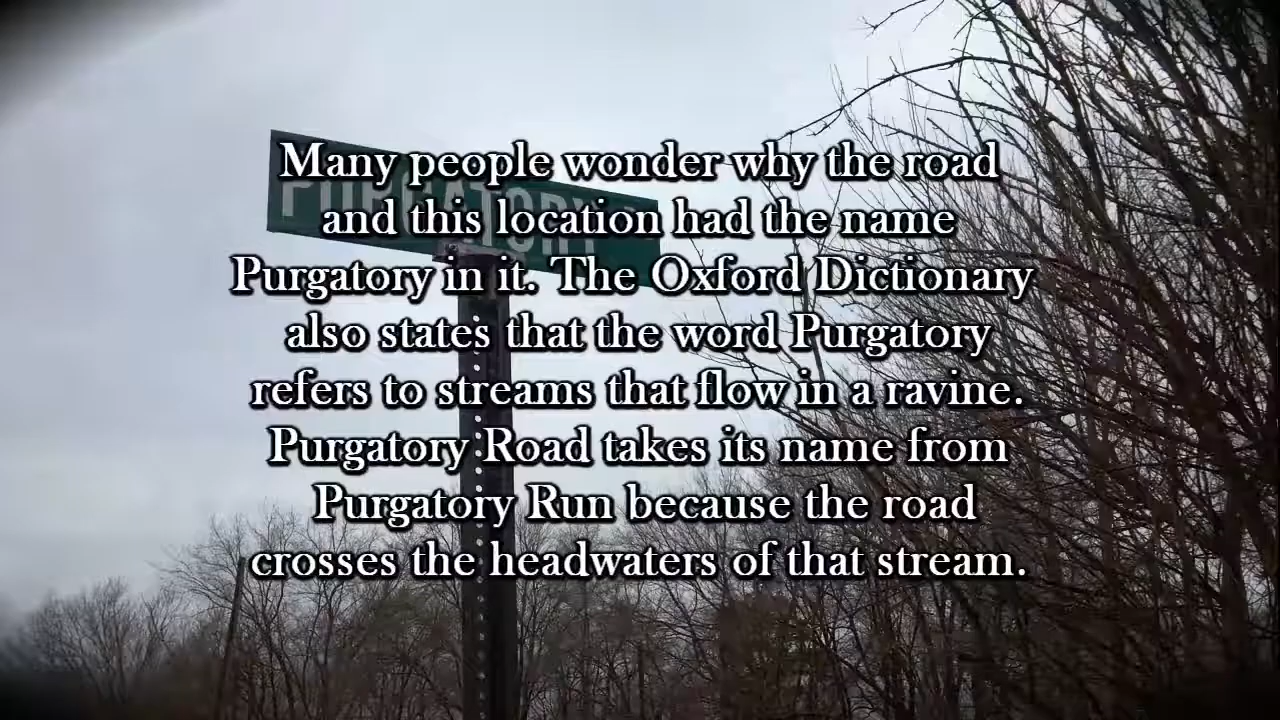 PURGATORY
Many people wonder why the road
and this location had the name
Purgatory in it. The Oxford Dictionary
also states that the word Purgatory
refers to streams that flow in a ravine.
Purgatory Road takes its name from
Purgatory Run because the road
crosses the headwaters of that stream.